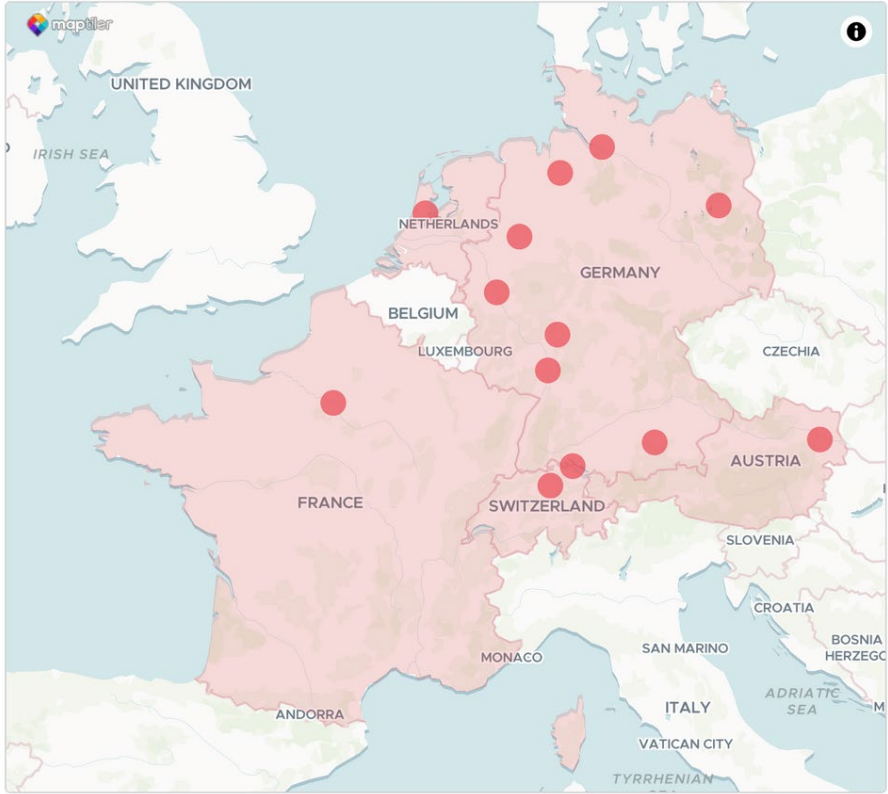 maptiler
UNITED KINGDOM
IRISH SEA
NETHERLANDS
GERMANY
BELGIUM
LUXEMBOURG
CZECHIA
AUSTRIA
FRANCE
SWITZERLAND
SLOVENIA
CROATIA
BOSNIA
HERZEGO
MONACO
SAN MARINO
ANDORRA
ITALY
ADRIATIC
SEA
M
VATICAN CITY
TYRRHENIAN